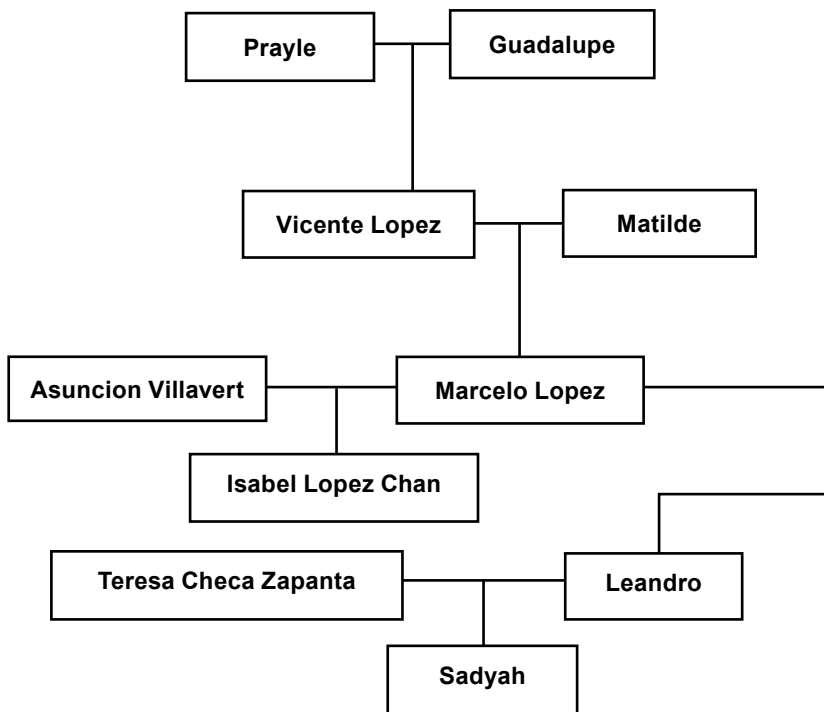 Prayle
Guadalupe
Vicente Lopez
Matilde
Asuncion Villavert
Marcelo Lopez
Isabel Lopez Chan
Teresa Checa Zapanta
Leandro
Sadyah